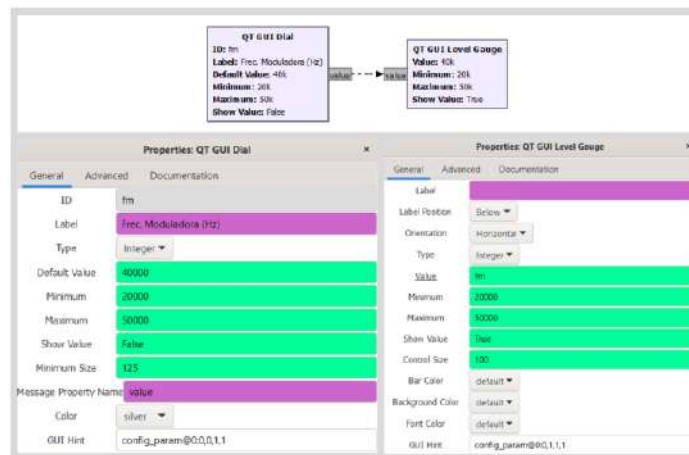 QT GUI Dial
ID: fm
Label: Frec. Moduladora (Hz)
Default Value: 40k
Minimum: 20k
Maximum: 50k
Show Value: False
value
value
QT GUI Level Gauge
Value: 40k
Minimum: 20k
Maximum: 50k
Show Value: True
Properties: QT GUI Dial
General Advanced Documentation
ID fm
Label Frec. Moduladora (Hz)
Type Integer
Default Value 40000
Minimum 20000
Maximum 50000
Show Value False
Minimum Size 125
Message Property Name value
Color silver
GUI Hint config_param@0:0,0,1,1
Properties: QT GUI Level Gauge
General Advanced Documentation
Label
Label Position Below
Orientation Horizontal
Type Integer
Value fm
Minimum 20000
Maximum 50000
Show Value True
Control Size 100
Bar Color default
Background Color default
Font Color default
GUI Hint config_param@0:0,1,1,1